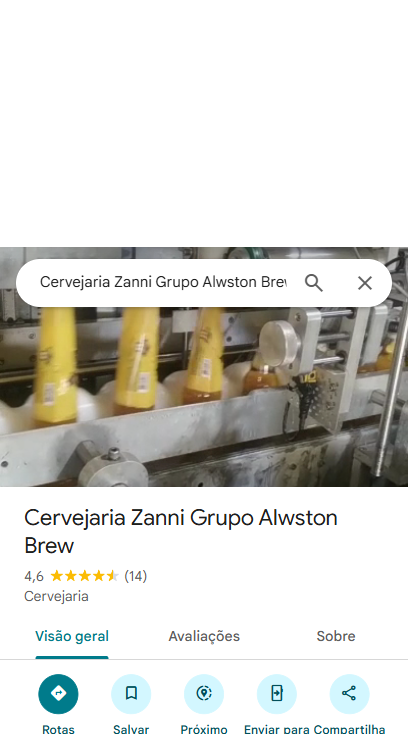 Cervejaria Zanni Grupo Alwston Brew
Cervejaria Zanni Grupo Alwston
Brew
4,6 (14)
Cervejaria
Visão geral Avaliações Sobre
Rotas Salvar Próximo Enviar para Compartilha